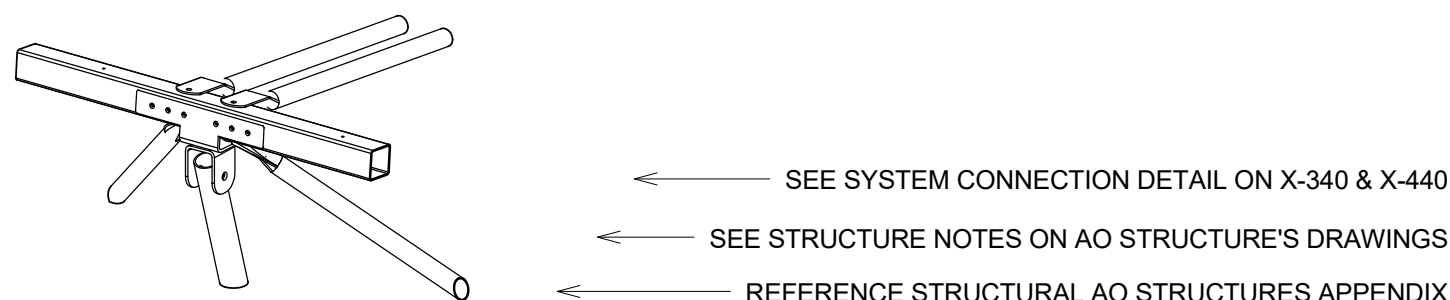 SEE SYSTEM CONNECTION DETAIL ON X-340 & X-440
SEE STRUCTURE NOTES ON AO STRUCTURE'S DRAWINGS
REFERENCE STRUCTURAL AO STRUCTURES APPENDIX